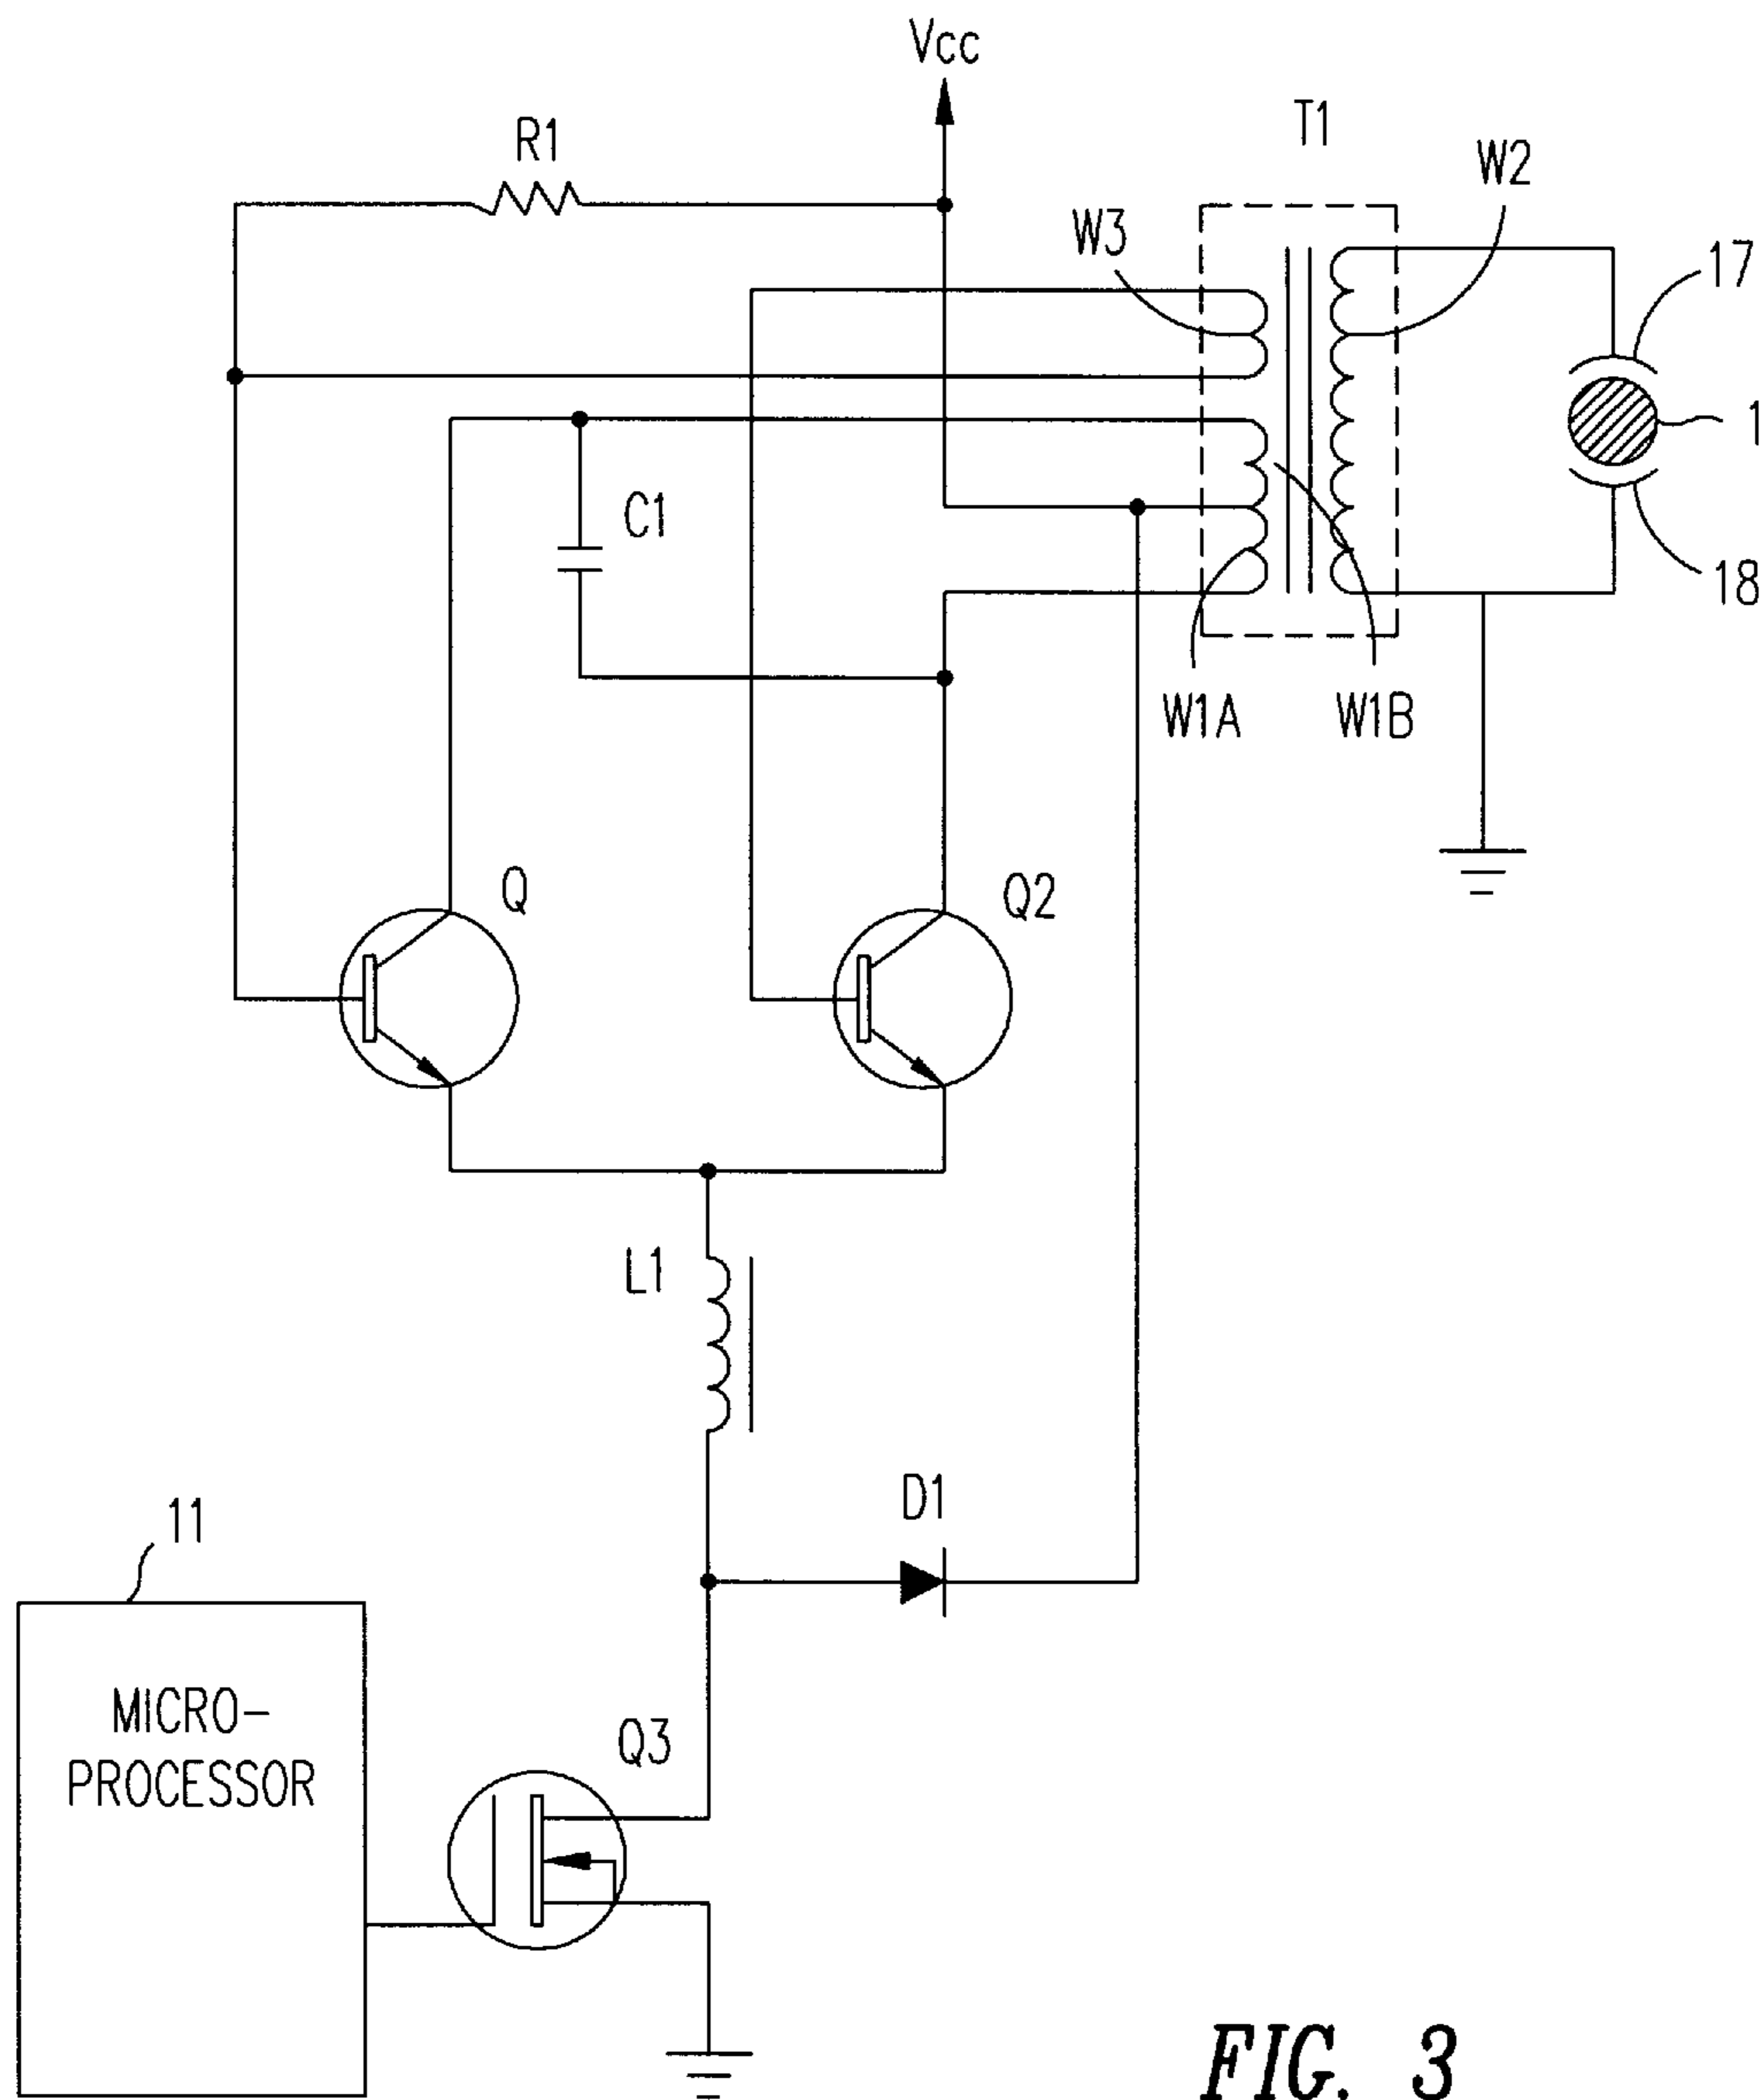 Vcc
R1
T1
W2
W3
17
1
C1
18
W1A
W1B
Q
Q2
L1
D1
11
MICRO-
PROCESSOR
Q3
FIG. 3